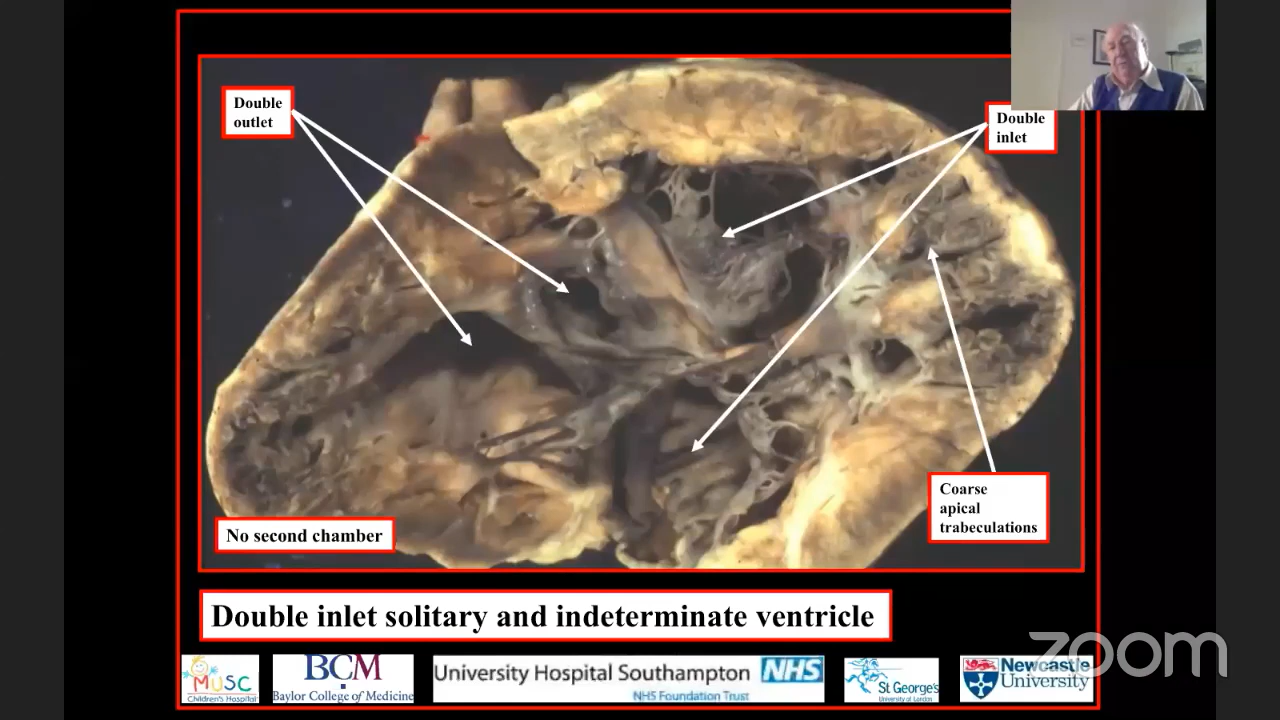 Double
outlet
Double
inlet
Coarse
apical
trabeculations
No second chamber
Double inlet solitary and indeterminate ventricle
zoom
MUSC
Children's Hospital
BCM
Baylor College of Medicine
University Hospital Southampton NHS
NHS Foundation Trust
St George's
University of London
Newcastle
University